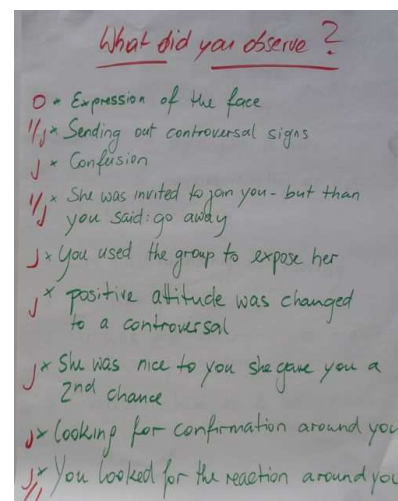 What did you observe?
O * Expression of the face
I/J * Sending out controversal signs
J * Confusion
I/J * She was invited to join you - but than
you said: go away
J * You used the group to expose her
J * positive attitude was changed
to a controversal
J * She was nice to you she gave you a
2nd chance
J * Looking for confirmation around you
J * You looked for the reaction around you